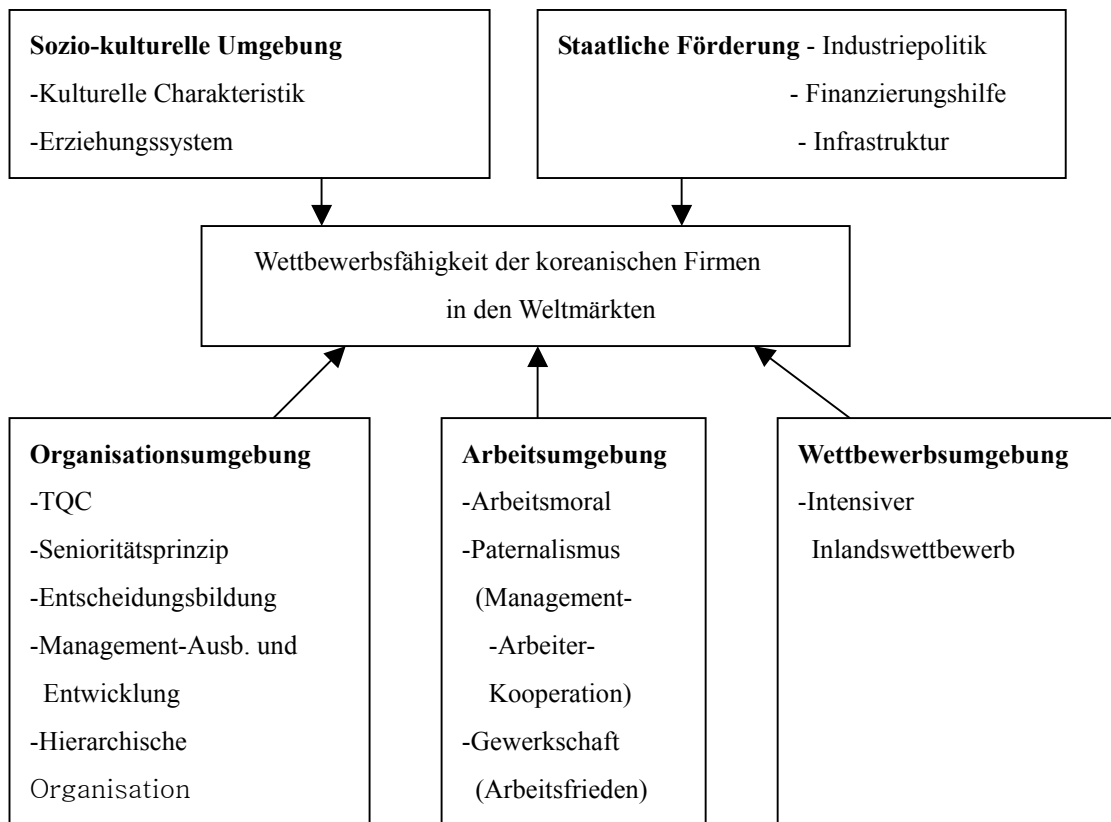 Sozio-kulturelle Umgebung
-Kulturelle Charakteristik
-Erziehungssystem
Staatliche Förderung - Industriepolitik
- Finanzierungshilfe
- Infrastruktur
Wettbewerbsfähigkeit der koreanischen Firmen
in den Weltmärkten
Organisationsumgebung
-TQC
-Senioritätsprinzip
-Entscheidungsbildung
-Management-Ausb. und
Entwicklung
-Hierarchische
Organisation
Arbeitsumgebung
-Arbeitsmoral
-Paternalismus
(Management-
-Arbeiter-
Kooperation)
-Gewerkschaft
(Arbeitsfrieden)
Wettbewerbsumgebung
-Intensiver
Inlandswettbewerb